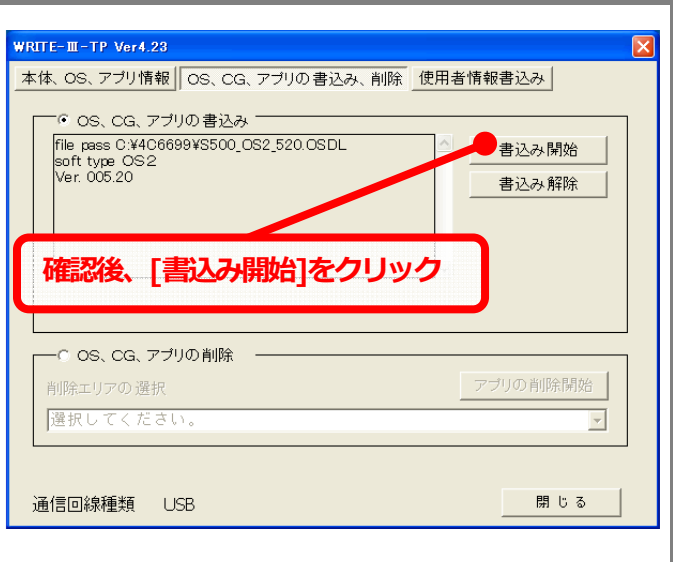 WRITE-Ⅲ-TP Ver4.23
本体、OS、アプリ情報 OS、CG、アプリの書込み、削除 使用者情報書込み
OS、CG、アプリの書込み
file pass C:¥4C6699¥S500_OS2_520.OSDL
soft type OS2
Ver. 005.20
書込み開始
書込み解除
確認後、[書込み開始]をクリック
OS、CG、アプリの削除
削除エリアの選択
アプリの削除開始
選択してください。
通信回線種類 USB
閉じる